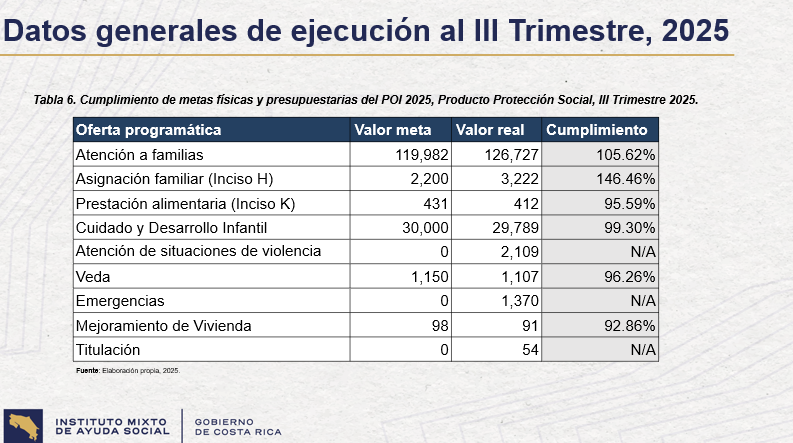 Datos generales de ejecución al III Trimestre, 2025
Tabla 6. Cumplimiento de metas físicas y presupuestarias del POI 2025, Producto Protección Social, III Trimestre 2025.
Oferta programática Valor meta Valor real Cumplimiento
Atención a familias 119,982 126,727 105.62%
Asignación familiar (Inciso H) 2,200 3,222 146.46%
Prestación alimentaria (Inciso K) 431 412 95.59%
Cuidado y Desarrollo Infantil 30,000 29,789 99.30%
Atención de situaciones de violencia 0 2,109 N/A
Veda 1,150 1,107 96.26%
Emergencias 0 1,370 N/A
Mejoramiento de Vivienda 98 91 92.86%
Titulación 0 54 N/A
Fuente: Elaboración propia, 2025.
INSTITUTO MIXTO
DE AYUDA SOCIAL
GOBIERNO
DE COSTA RICA